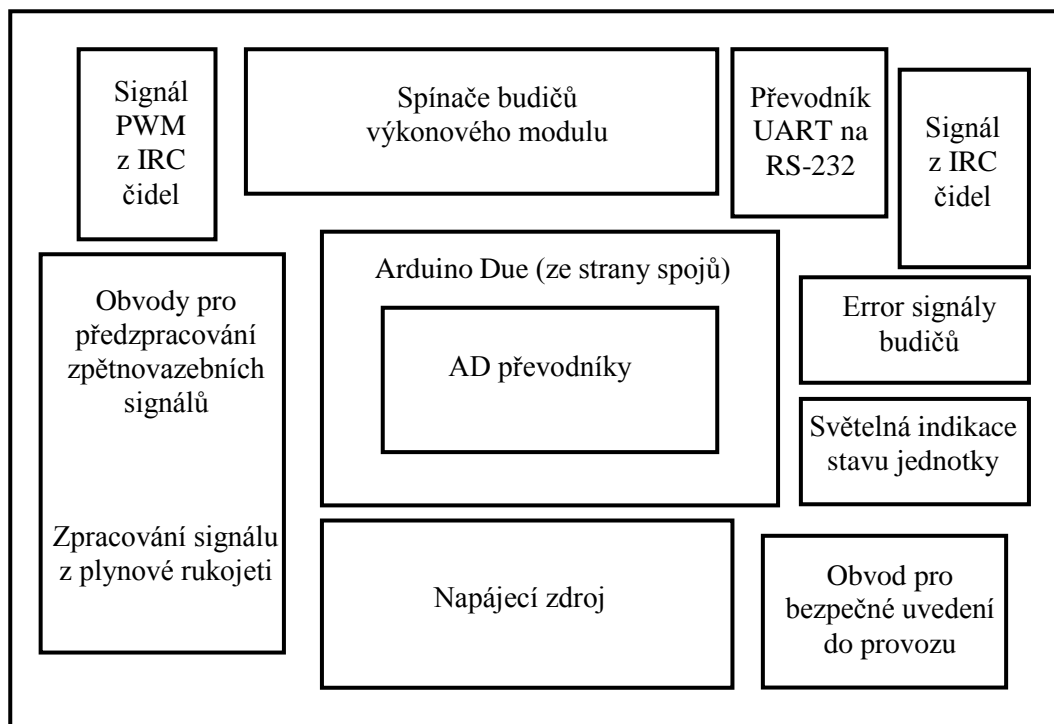 Signál
PWM
z IRC
čidel
Spínače budičů
výkonového modulu
Převodník
UART na
RS-232
Signál
z IRC
čidel
Obvody pro
předzpracování
zpětnovazebních
signálů
Zpracování signálu
z plynové rukojeti
Arduino Due (ze strany spojů)
AD převodníky
Error signály
budičů
Světelná indikace
stavu jednotky
Napájecí zdroj
Obvod pro
bezpečné uvedení
do provozu